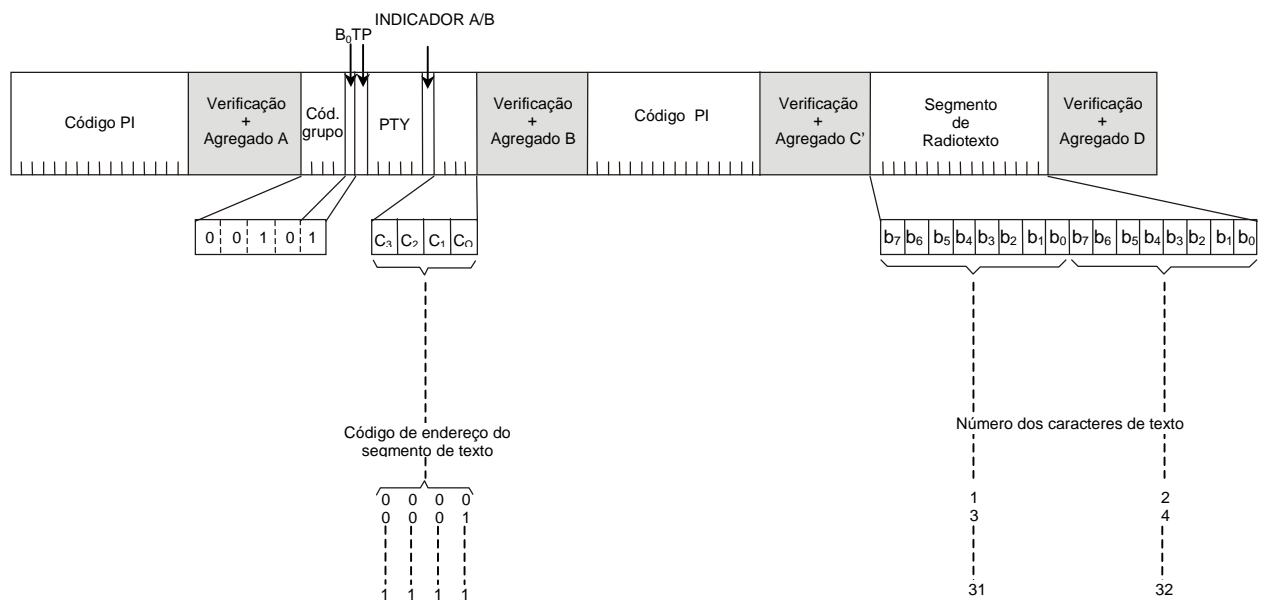 INDICADOR A/B
B₀TP
Código PI
Verificação
+
Agregado A
Cód.
grupo
PTY
Verificação
+
Agregado B
Código PI
Verificação
+
Agregado C'
Segmento
de
Radiotexto
Verificação
+
Agregado D
0 0 1 0 1
C₃ C₂ C₁ C₀
b₇ b₆ b₅ b₄ b₃ b₂ b₁ b₀ b₇ b₆ b₅ b₄ b₃ b₂ b₁ b₀
Código de endereço do
segmento de texto
Número dos caracteres de texto
0 0 0 0 1 2
0 0 0 1 3 4
1 1 1 1 31 32